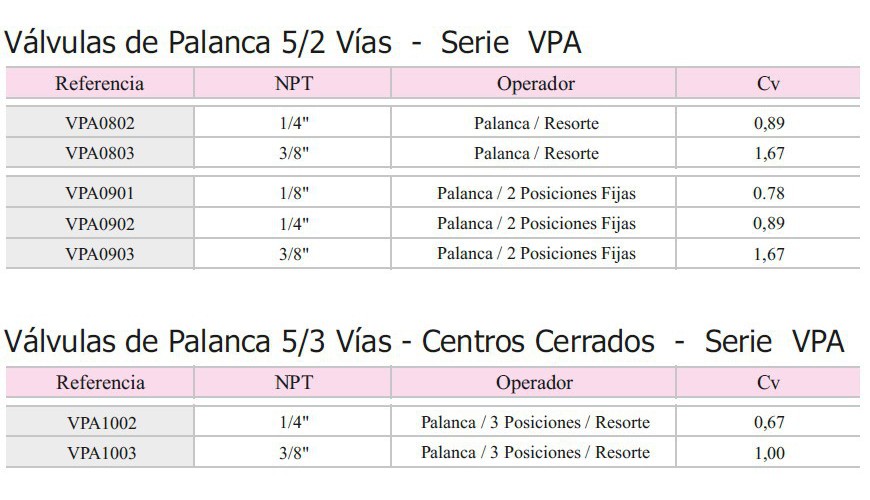 Válvulas de Palanca 5/2 Vías - Serie VPA
Referencia NPT Operador Cv
VPA0802 1/4" Palanca / Resorte 0,89
VPA0803 3/8" Palanca / Resorte 1,67
VPA0901 1/8" Palanca / 2 Posiciones Fijas 0.78
VPA0902 1/4" Palanca / 2 Posiciones Fijas 0,89
VPA0903 3/8" Palanca / 2 Posiciones Fijas 1,67
Válvulas de Palanca 5/3 Vías - Centros Cerrados - Serie VPA
Referencia NPT Operador Cv
VPA1002 1/4" Palanca / 3 Posiciones / Resorte 0,67
VPA1003 3/8" Palanca / 3 Posiciones / Resorte 1,00